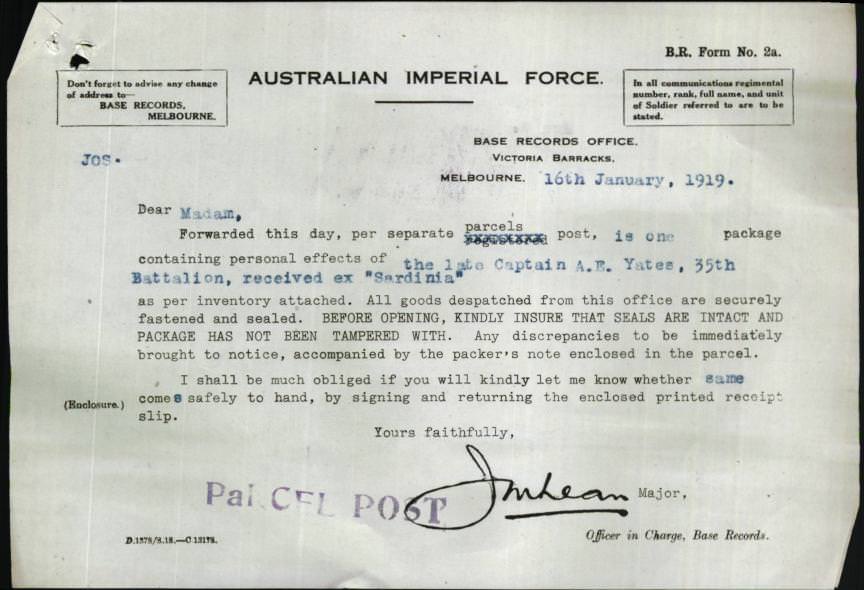 B.R. Form No. 2a.
Don't forget to advise any change
of address to—
BASE RECORDS,
MELBOURNE.
AUSTRALIAN IMPERIAL FORCE.
In all communications regimental
number, rank, full name, and unit
of Soldier referred to are to be
stated.
BASE RECORDS OFFICE.
VICTORIA BARRACKS.
JOS.
MELBOURNE. 16th January, 1919.
Dear Madam,
parcels
Forwarded this day, per separate registered post, is one package
containing personal effects of the late Captain A.E. Yates, 35th
Battalion, received ex "Sardinia"
as per inventory attached. All goods despatched from this office are securely
fastened and sealed. BEFORE OPENING, KINDLY INSURE THAT SEALS ARE INTACT AND
PACKAGE HAS NOT BEEN TAMPERED WITH. Any discrepancies to be immediately
brought to notice, accompanied by the packer's note enclosed in the parcel.
I shall be much obliged if you will kindly let me know whether same
(Enclosure.) comes safely to hand, by signing and returning the enclosed printed receipt
slip.
Yours faithfully,
PARCEL POST
JMLean Major,
D.1378/8.18.—C.13178.
Officer in Charge, Base Records.